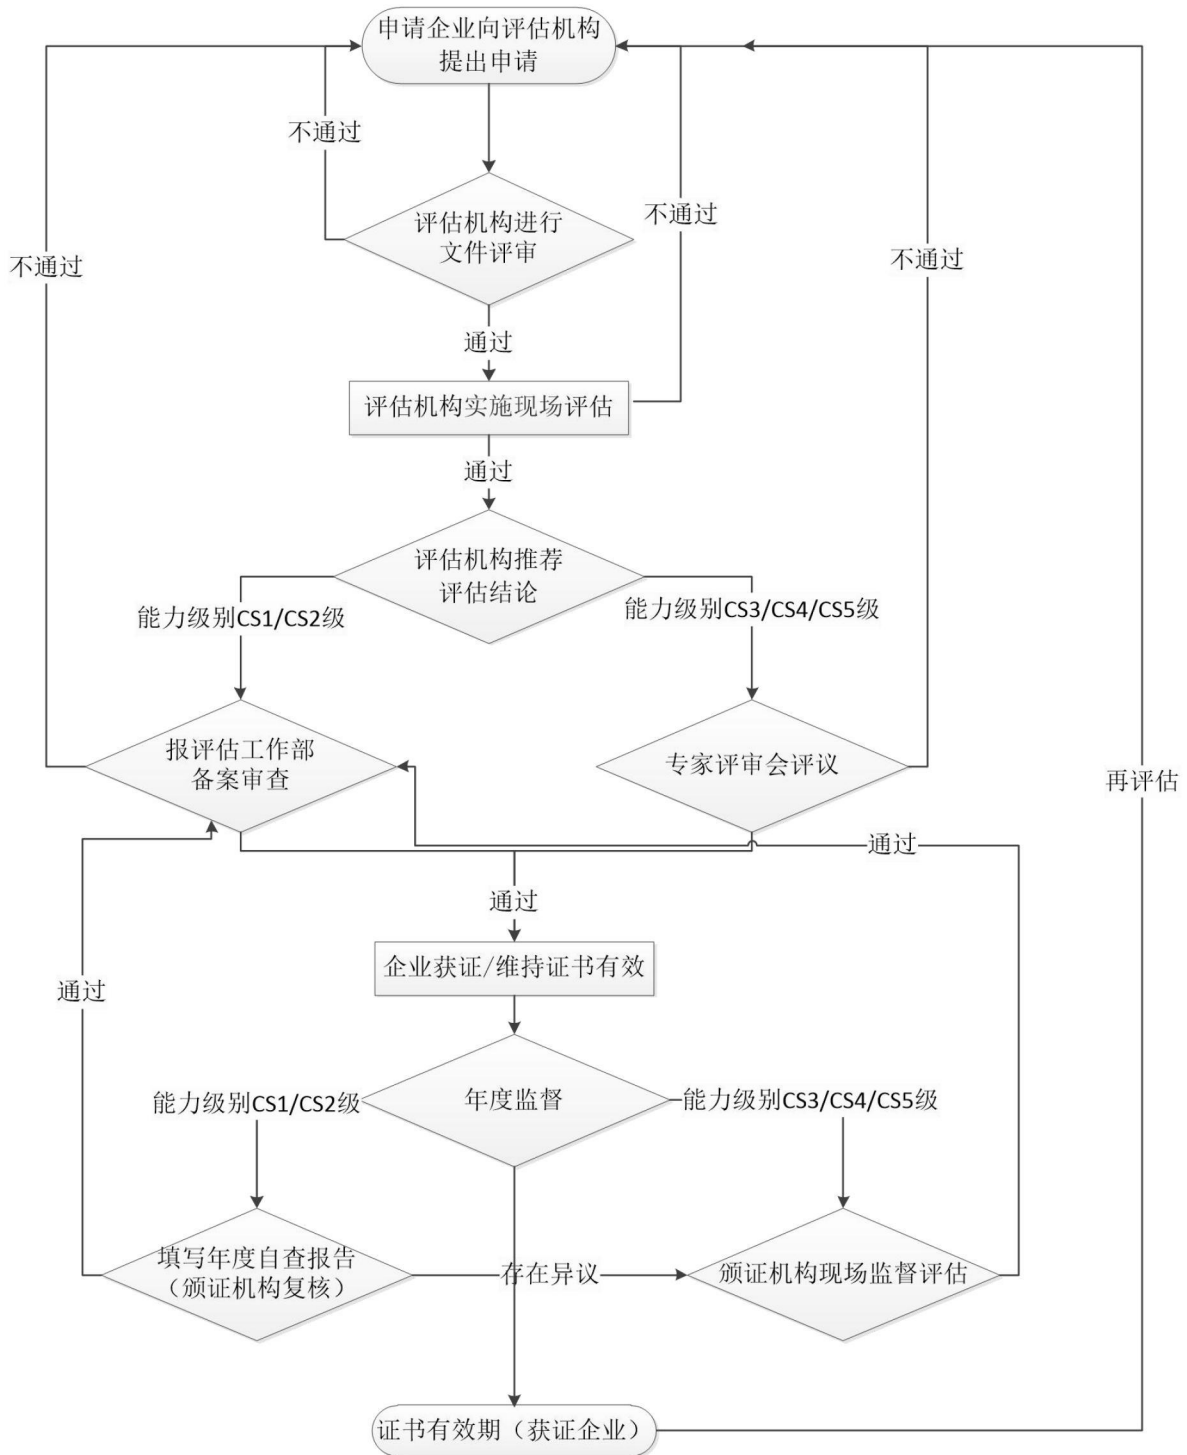 申请企业向评估机构
提出申请
不通过
评估机构进行
文件评审
不通过
不通过
不通过
通过
评估机构实施现场评估
通过
评估机构推荐
评估结论
能力级别CS1/CS2级
能力级别CS3/CS4/CS5级
报评估工作部
备案审查
专家评审会评议
再评估
通过
通过
企业获证/维持证书有效
通过
年度监督
能力级别CS1/CS2级
能力级别CS3/CS4/CS5级
填写年度自查报告
（颁证机构复核）
存在异议
颁证机构现场监督评估
证书有效期（获证企业）